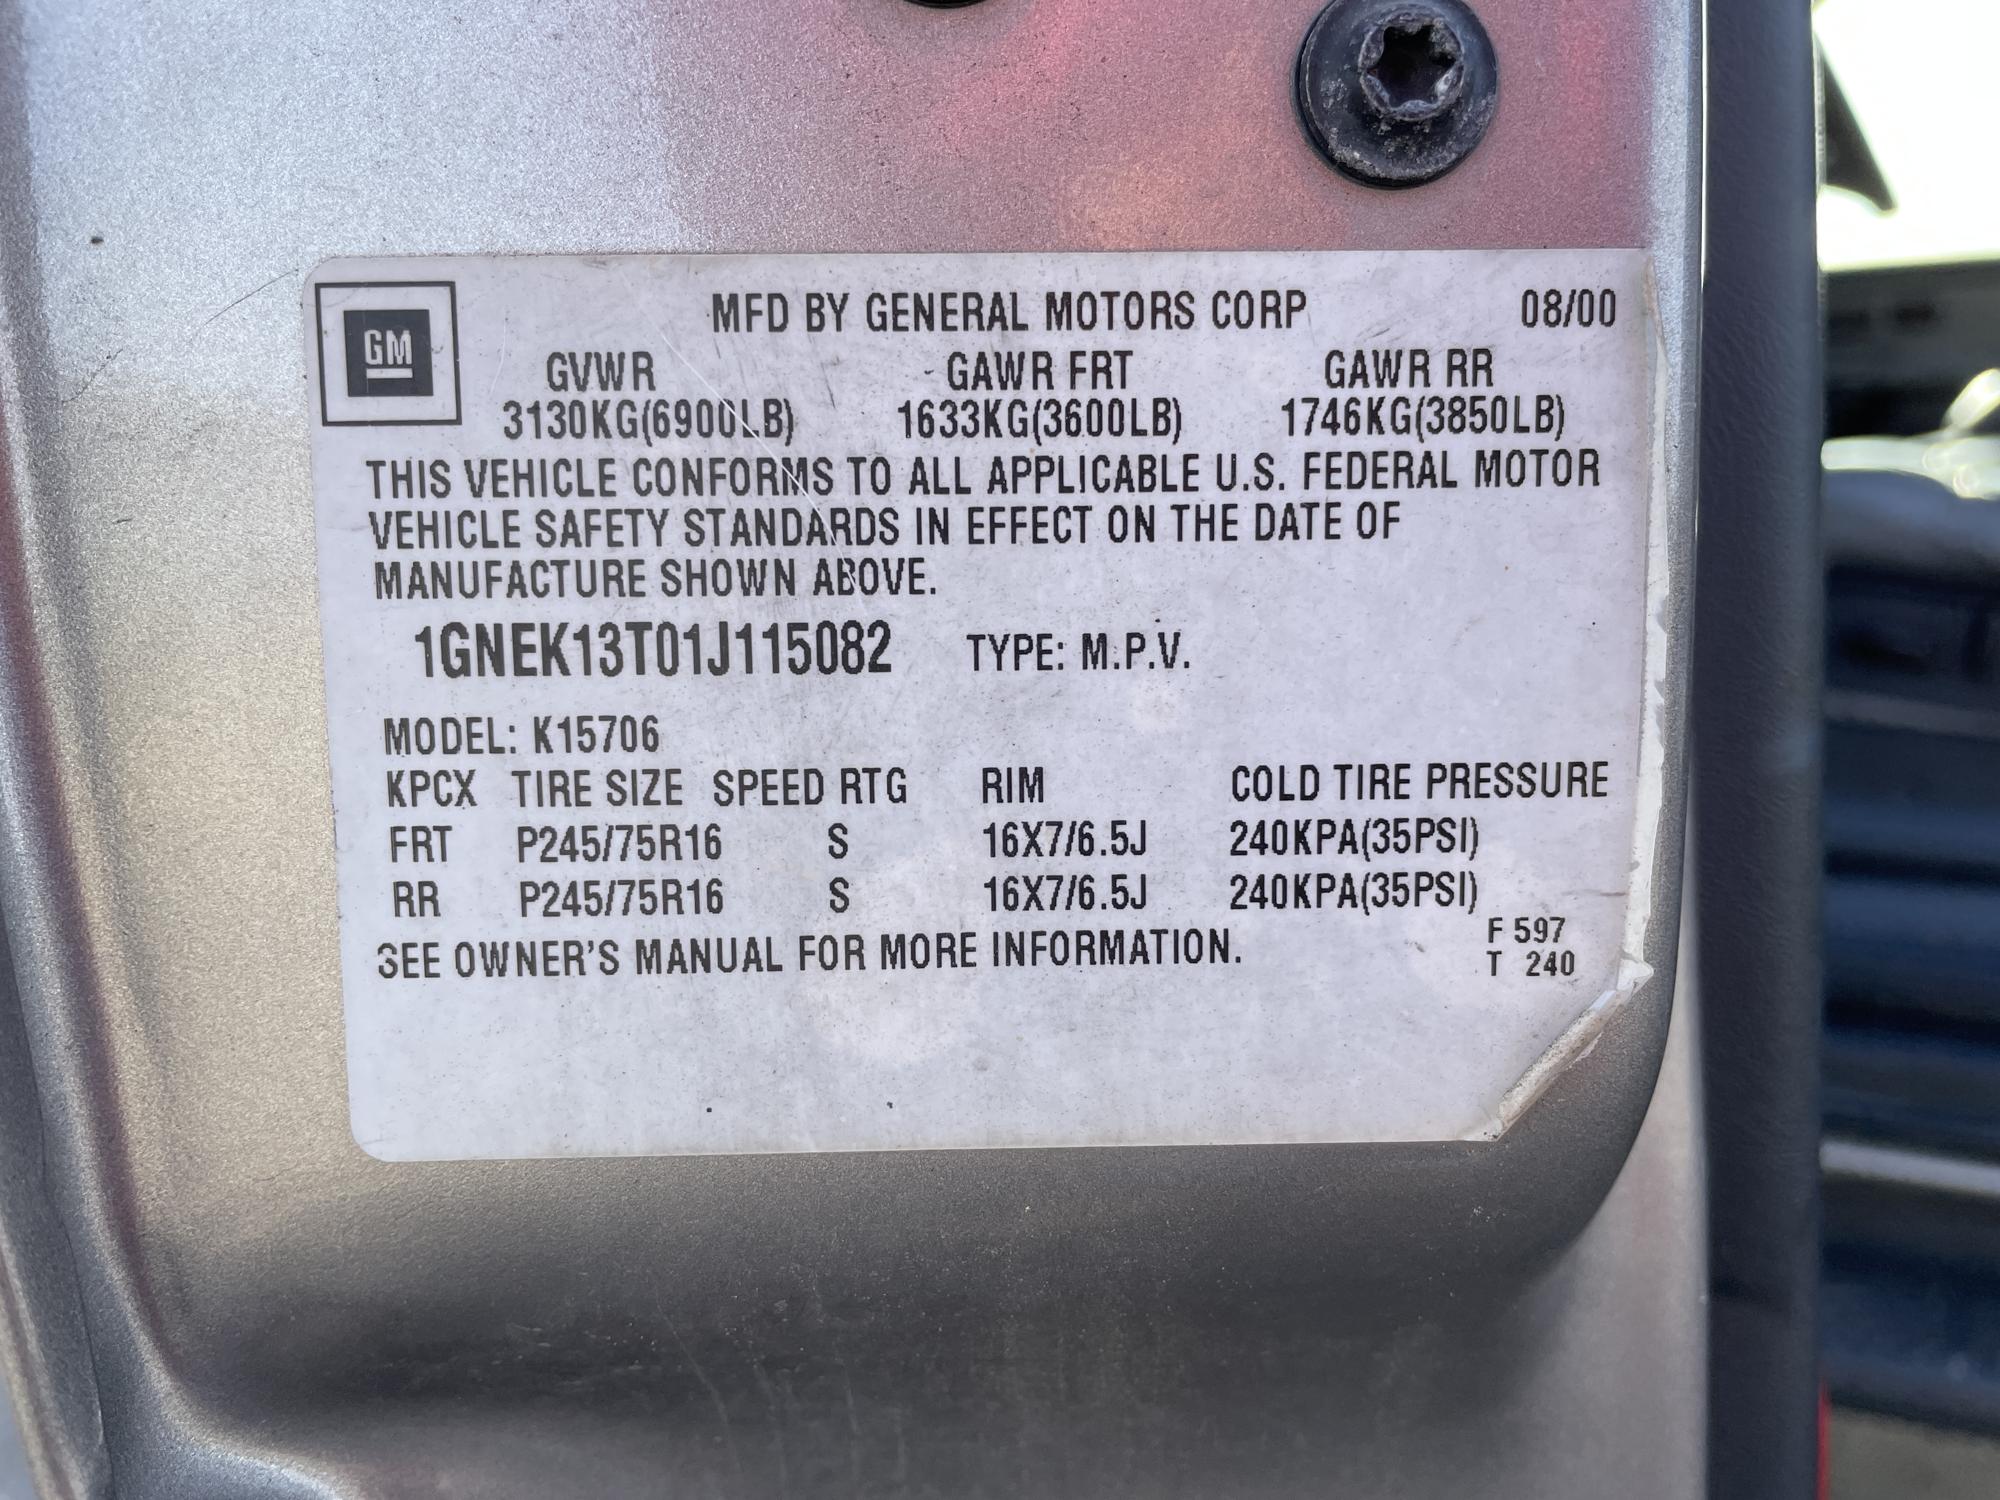 GM
MFD BY GENERAL MOTORS CORP 08/00
GVWR GAWR FRT GAWR RR
3130KG(6900LB) 1633KG(3600LB) 1746KG(3850LB)
THIS VEHICLE CONFORMS TO ALL APPLICABLE U.S. FEDERAL MOTOR
VEHICLE SAFETY STANDARDS IN EFFECT ON THE DATE OF
MANUFACTURE SHOWN ABOVE.
1GNEK13T01J115082 TYPE: M.P.V.
MODEL: K15706
KPCX TIRE SIZE SPEED RTG RIM COLD TIRE PRESSURE
FRT P245/75R16 S 16X7/6.5J 240KPA(35PSI)
RR P245/75R16 S 16X7/6.5J 240KPA(35PSI)
SEE OWNER'S MANUAL FOR MORE INFORMATION.
F 597
T 240